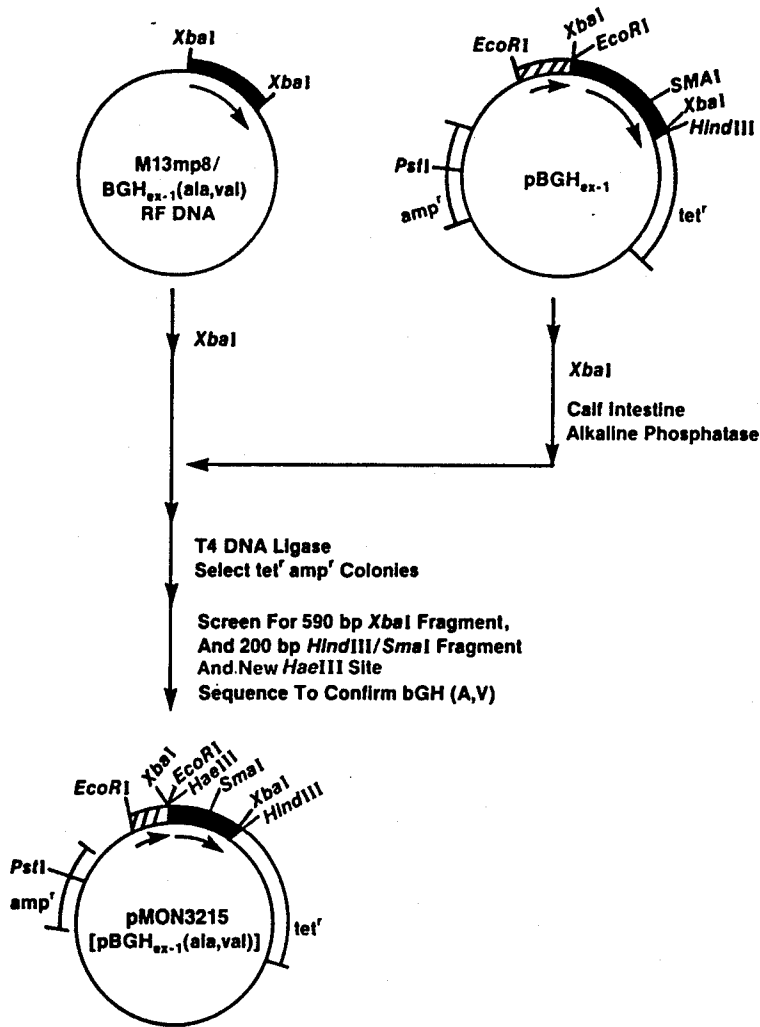 XbaI
XbaI
M13mp8/
BGHex-1(ala,val)
RF DNA
XbaI
EcoRI
XbaI
EcoRI
SMAI
XbaI
HindIII
PstI
ampr
pBGHex-1
tetr
XbaI
Calf Intestine
Alkaline Phosphatase
T4 DNA Ligase
Select tetr ampr Colonies
Screen For 590 bp XbaI Fragment,
And 200 bp HindIII/SmaI Fragment
And New HaeIII Site
Sequence To Confirm bGH (A,V)
EcoRI
XbaI
EcoRI
HaeIII
SmaI
XbaI
HindIII
PstI
ampr
pMON3215
[pBGHex-1(ala,val)]
tetr